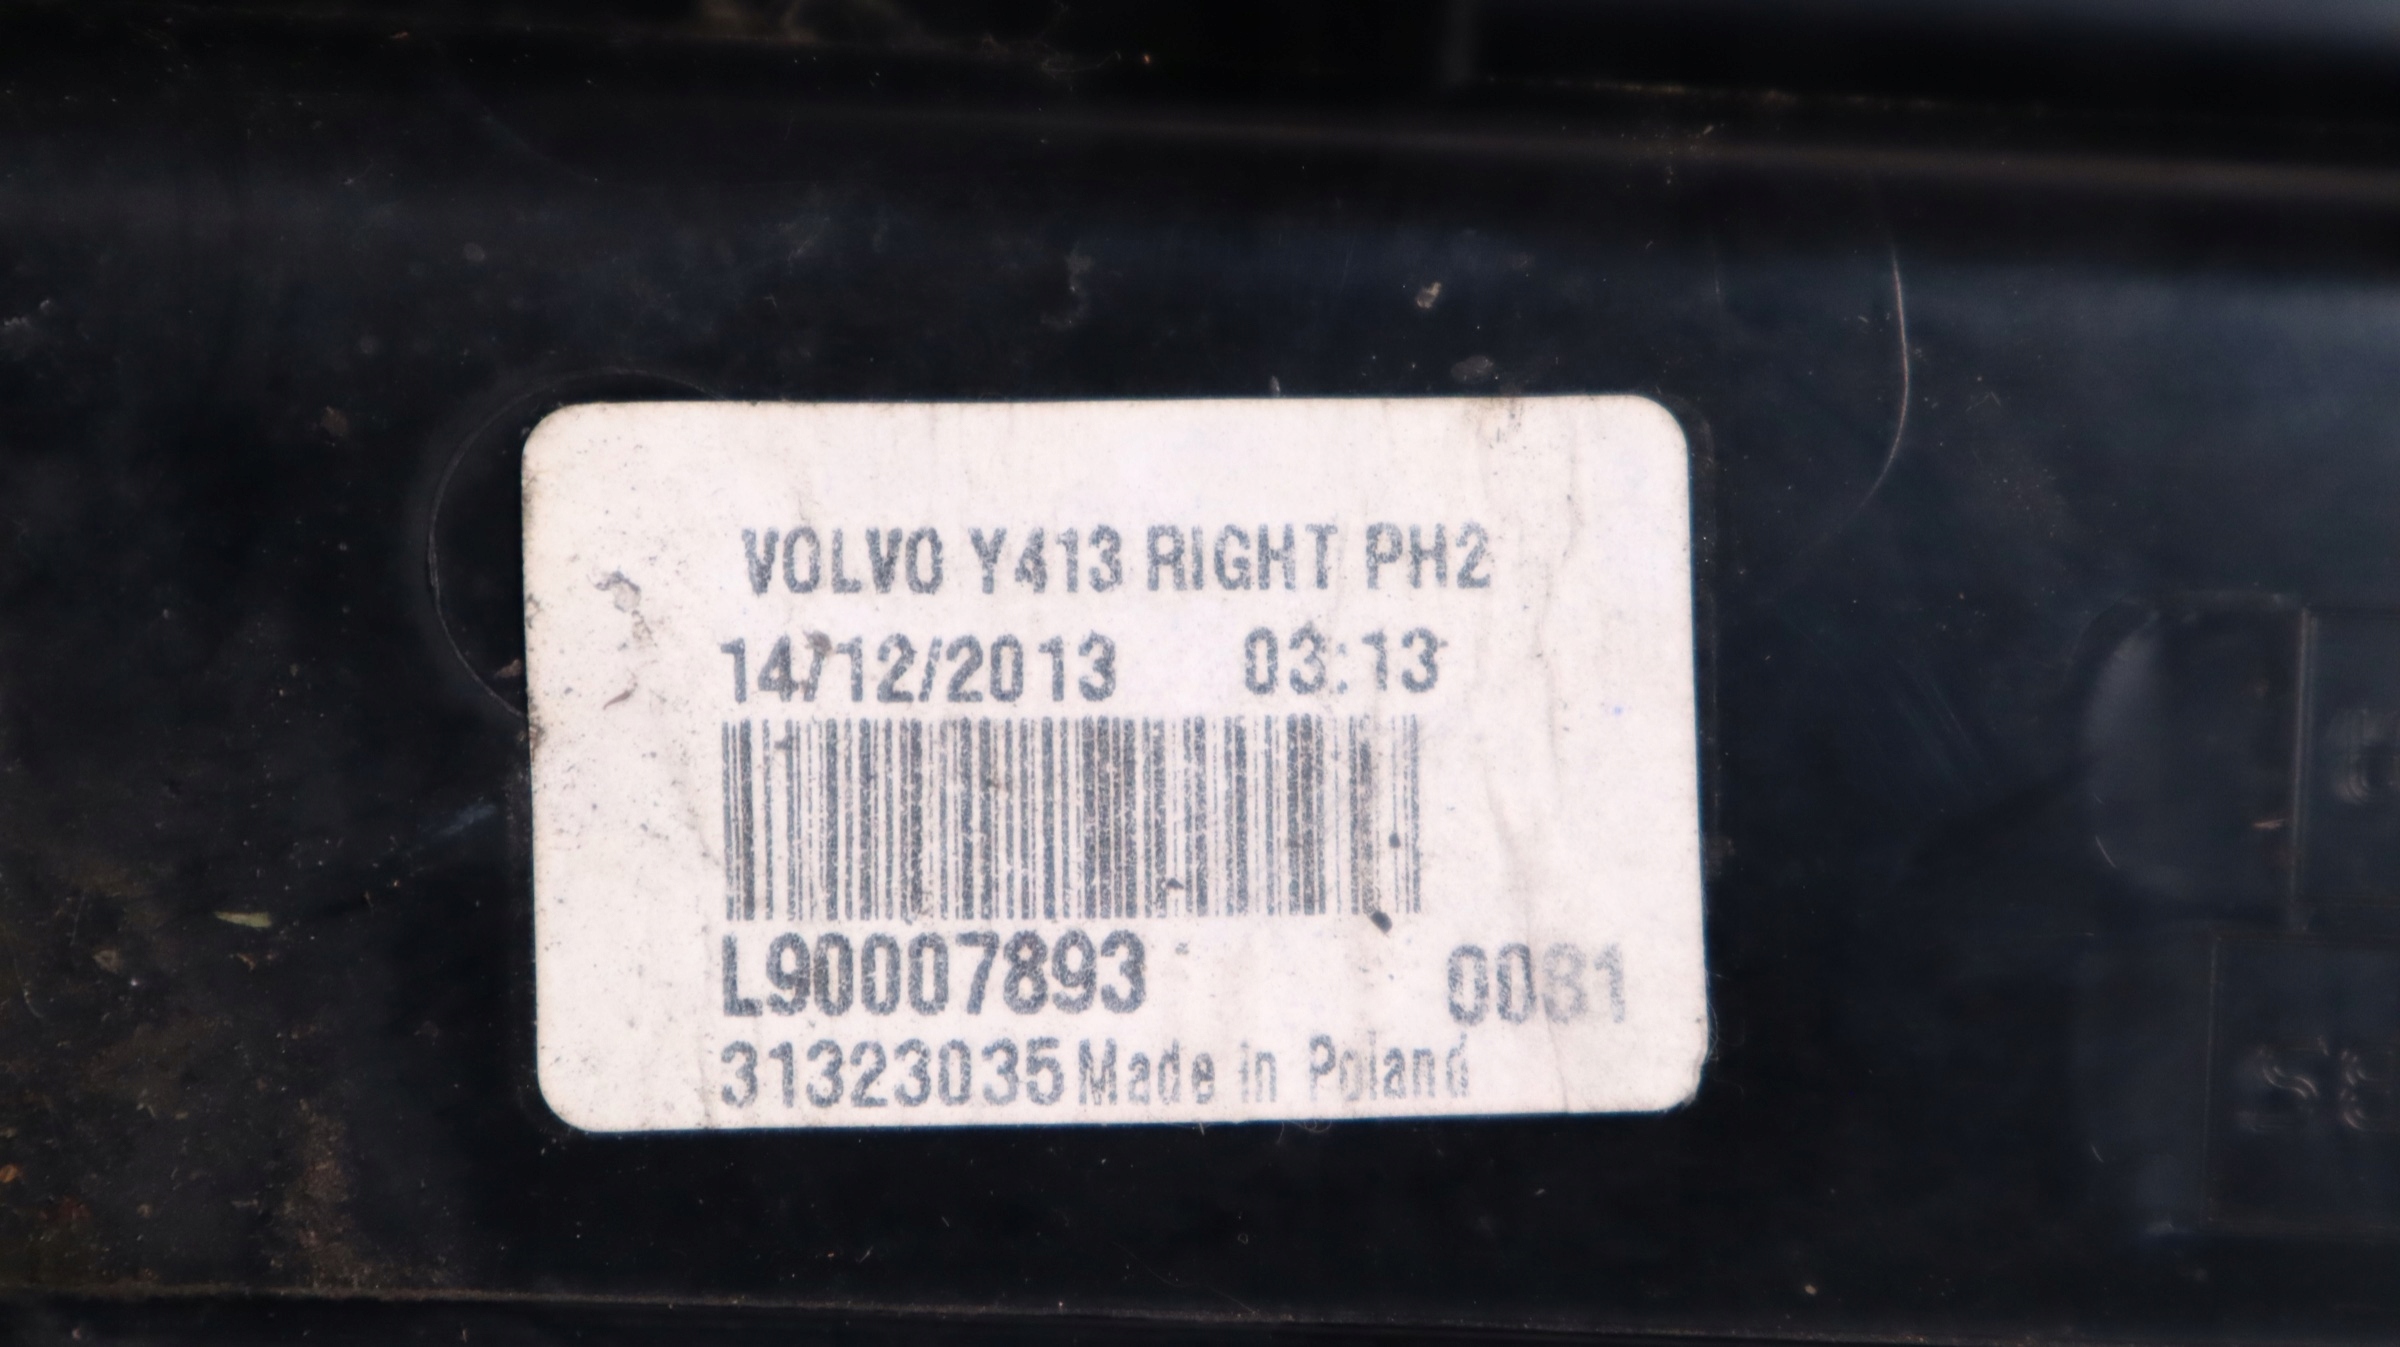 VOLVO Y413 RIGHT PH2
14/12/2013 03:13
L90007893 0081
31323035 Made in Poland